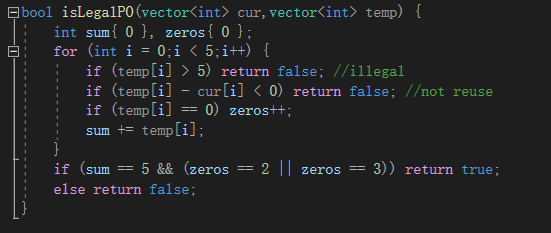 bool isLegalPO(vector<int> cur,vector<int> temp) {
    int sum{ 0 }, zeros{ 0 };
    for (int i = 0;i < 5;i++) {
        if (temp[i] > 5) return false; //illegal
        if (temp[i] - cur[i] < 0) return false; //not reuse
        if (temp[i] == 0) zeros++;
        sum += temp[i];
    }
    if (sum == 5 && (zeros == 2 || zeros == 3)) return true;
    else return false;
}